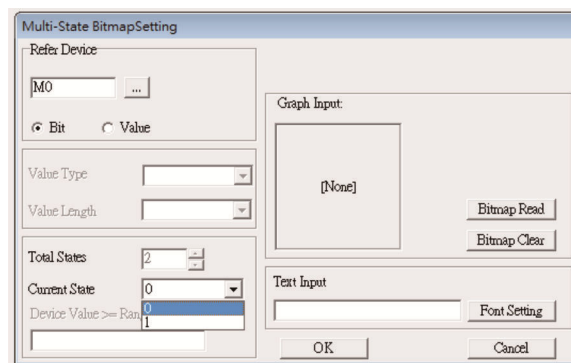 Multi-State BitmapSetting
Refer Device
M0
...
Bit
Value
Value Type
Value Length
Total States
2
Current State
0
0
1
Device Value >= Ran
Graph Input:
[None]
Bitmap Read
Bitmap Clear
Text Input
Font Setting
OK
Cancel